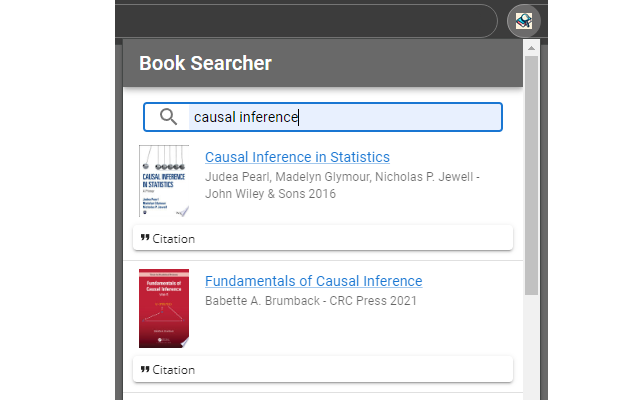 Book Searcher
causal inference
CAUSAL INFERENCE
IN STATISTICS
Causal Inference in Statistics
Judea Pearl, Madelyn Glymour, Nicholas P. Jewell -
John Wiley & Sons 2016
Judea Pearl
Madelyn Glymour
Nicholas P. Jewell
Citation
Fundamentals of
Causal Inference
Fundamentals of Causal Inference
Babette A. Brumback - CRC Press 2021
Citation